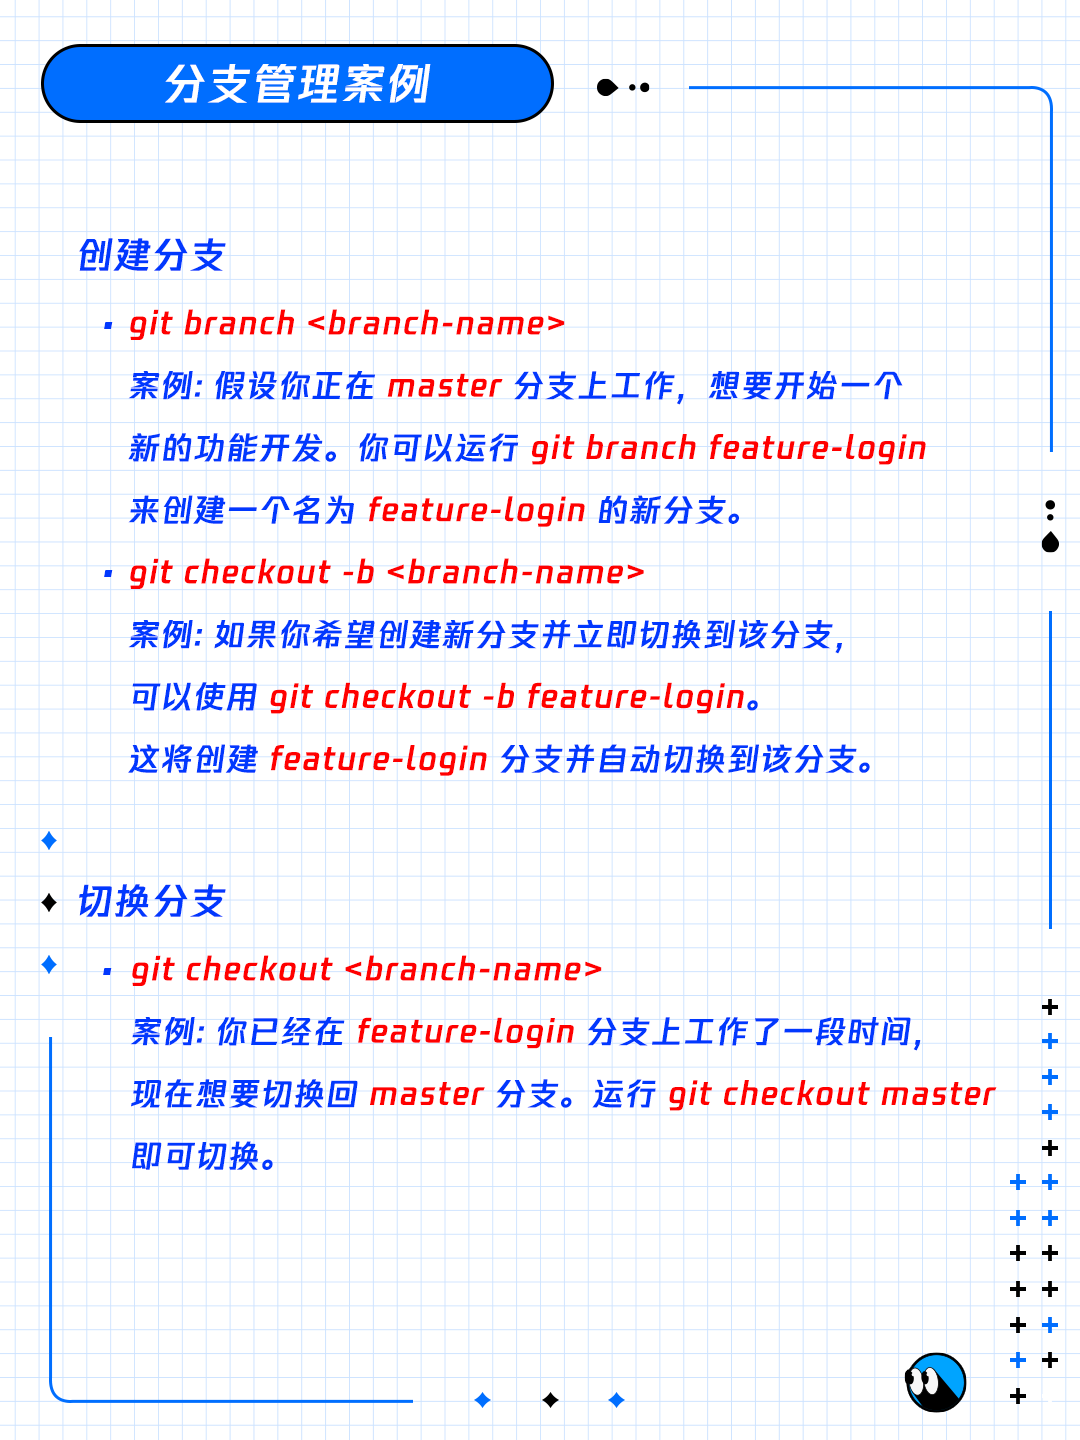 分支管理案例
创建分支
· git branch <branch-name>
案例: 假设你正在 master 分支上工作，想要开始一个
新的功能开发。你可以运行 git branch feature-login
来创建一个名为 feature-login 的新分支。
· git checkout -b <branch-name>
案例: 如果你希望创建新分支并立即切换到该分支，
可以使用 git checkout -b feature-login。
这将创建 feature-login 分支并自动切换到该分支。
切换分支
· git checkout <branch-name>
案例: 你已经在 feature-login 分支上工作了一段时间，
现在想要切换回 master 分支。运行 git checkout master
即可切换。